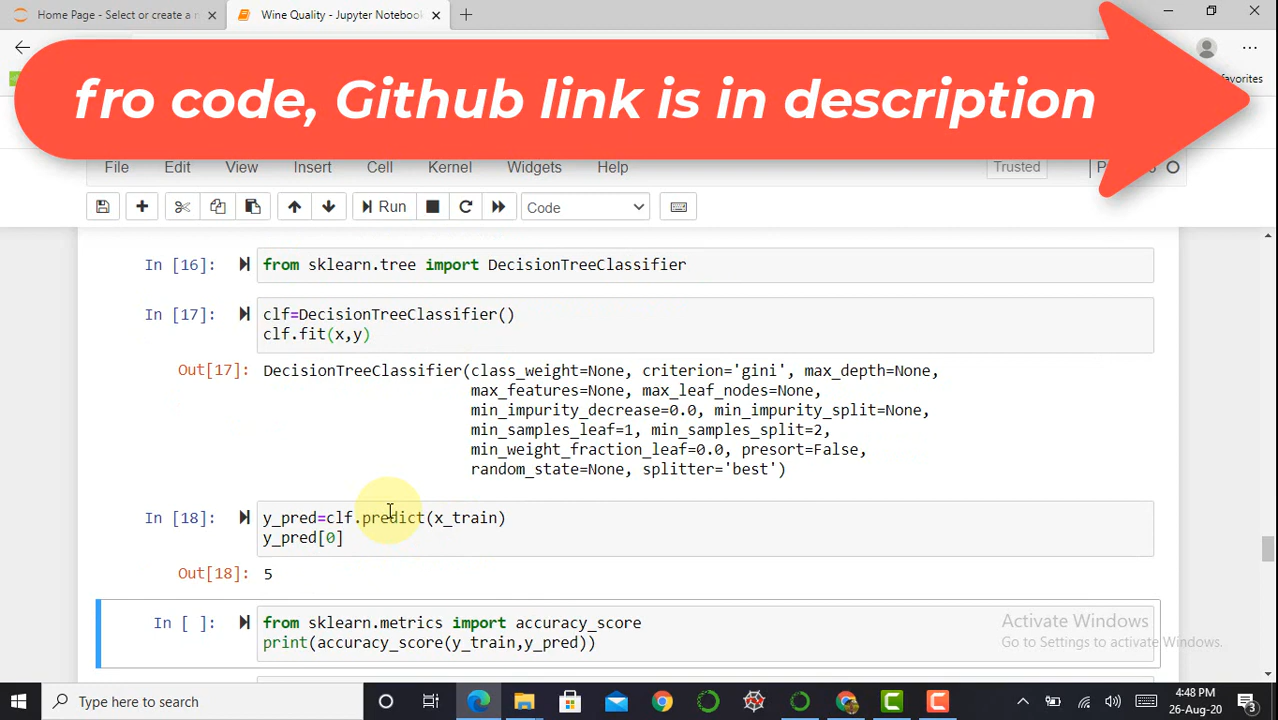 Home Page - Select or create a n
Wine Quality - Jupyter Notebook
fro code, Github link is in description
favorites
File Edit View Insert Cell Kernel Widgets Help Trusted
Run Code
In [16]: from sklearn.tree import DecisionTreeClassifier
In [17]: clf=DecisionTreeClassifier()
clf.fit(x,y)
Out[17]: DecisionTreeClassifier(class_weight=None, criterion='gini', max_depth=None,
max_features=None, max_leaf_nodes=None,
min_impurity_decrease=0.0, min_impurity_split=None,
min_samples_leaf=1, min_samples_split=2,
min_weight_fraction_leaf=0.0, presort=False,
random_state=None, splitter='best')
In [18]: y_pred=clf.predict(x_train)
y_pred[0]
Out[18]: 5
In [ ]: from sklearn.metrics import accuracy_score
print(accuracy_score(y_train,y_pred))
Activate Windows
Go to Settings to activate Windows.
Type here to search
4:48 PM
26-Aug-20
3